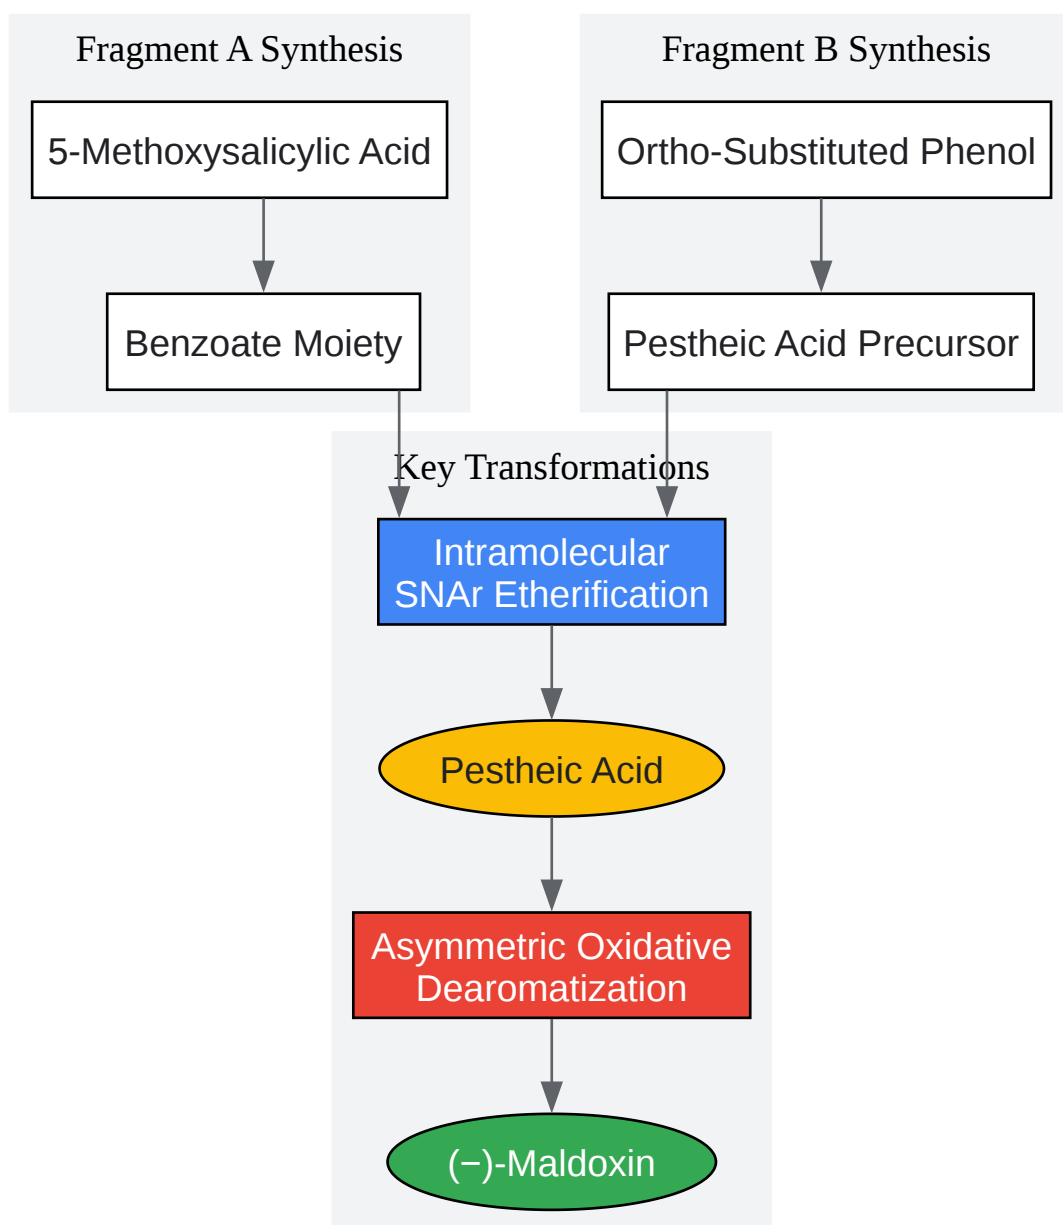 Fragment A Synthesis
5-Methoxysalicylic Acid
Benzoate Moiety
Fragment B Synthesis
Ortho-Substituted Phenol
Pestheic Acid Precursor
Key Transformations
Intramolecular
SNAr Etherification
Pestheic Acid
Asymmetric Oxidative
Dearomatization
(−)-Maldoxin